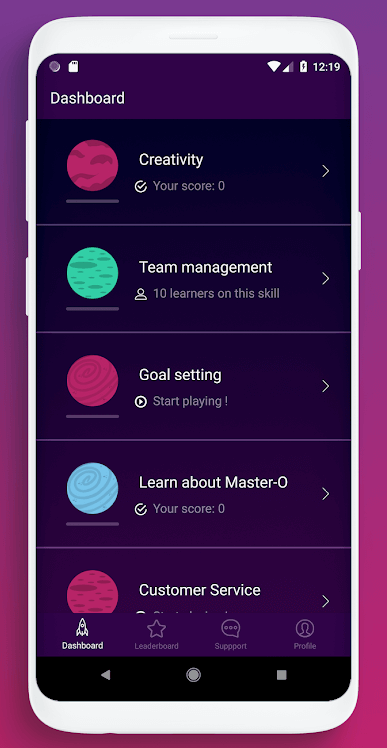 12:19
Dashboard
Creativity
Your score: 0
Team management
10 learners on this skill
Goal setting
Start playing !
Learn about Master-O
Your score: 0
Customer Service
Dashboard
Leaderboard
Suppport
Profile